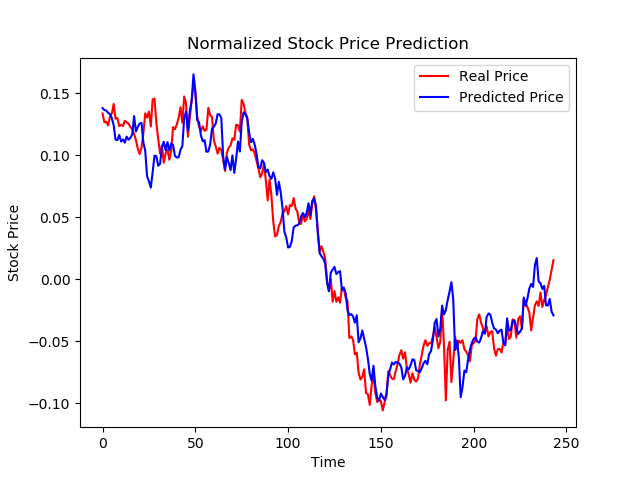 Normalized Stock Price Prediction
Real Price
Predicted Price
Stock Price
0.15
0.10
0.05
0.00
−0.05
−0.10
0
50
100
150
200
250
Time